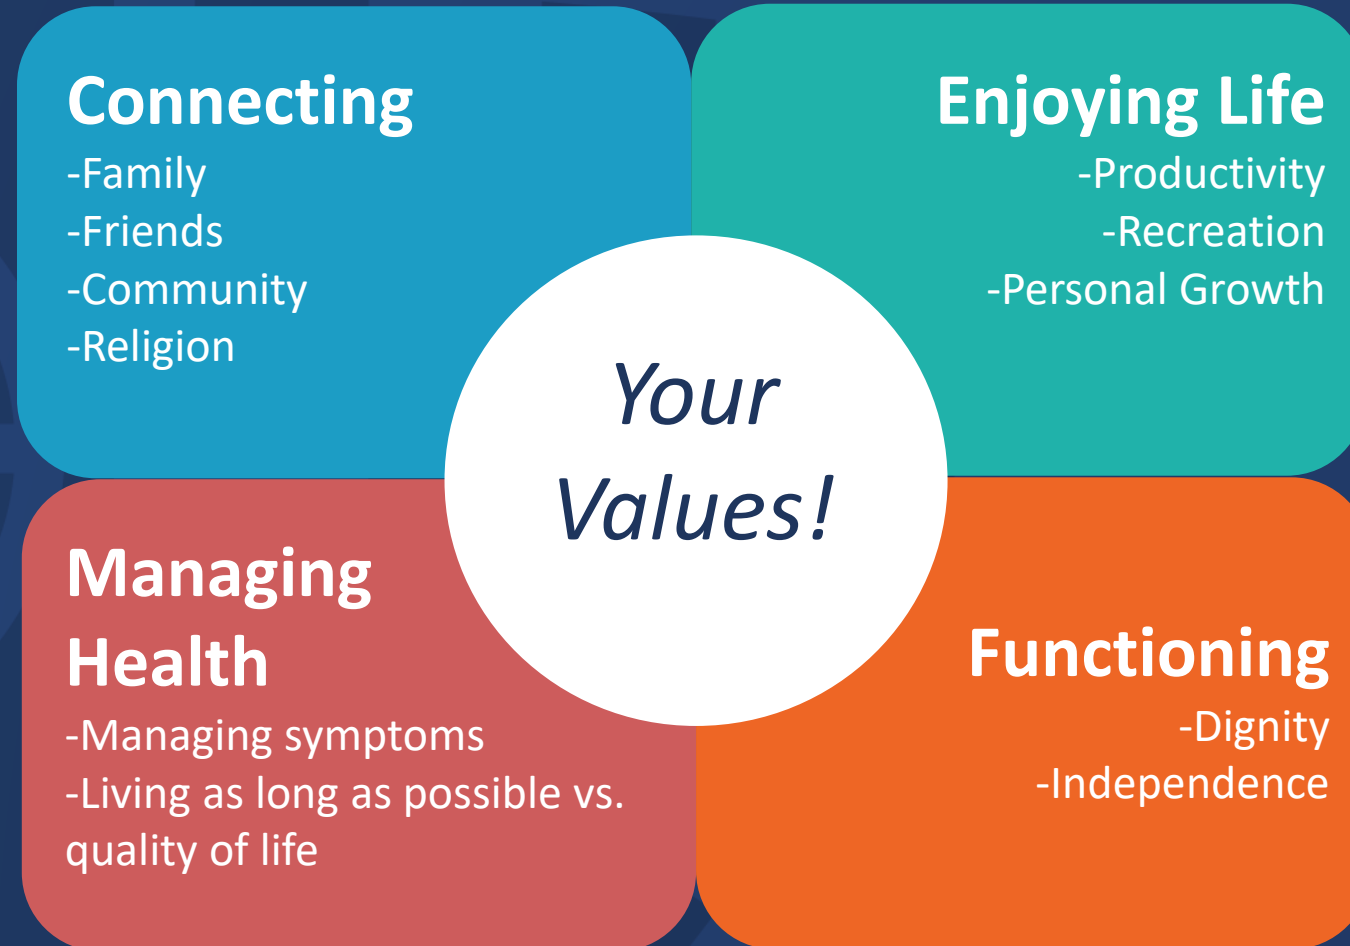 Connecting
-Family
-Friends
-Community
-Religion
Enjoying Life
-Productivity
-Recreation
-Personal Growth
Your
Values!
Managing
Health
-Managing symptoms
-Living as long as possible vs.
quality of life
Functioning
-Dignity
-Independence